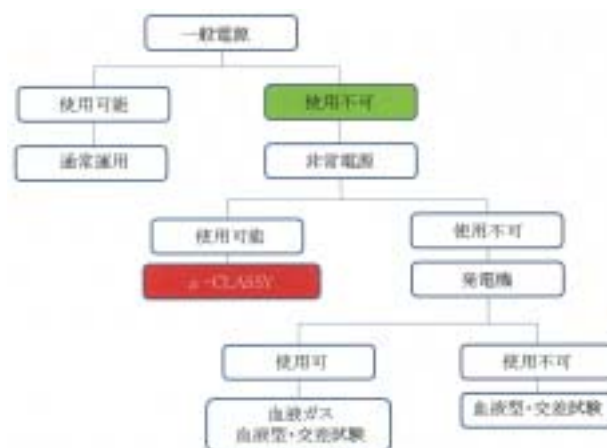 一般電源
使用可能
使用不可
通常運用
非常電源
使用可能
使用不可
μ-CLASSY
発電機
使用可
使用不可
血液ガス
血液型・交差試験
血液型・交差試験